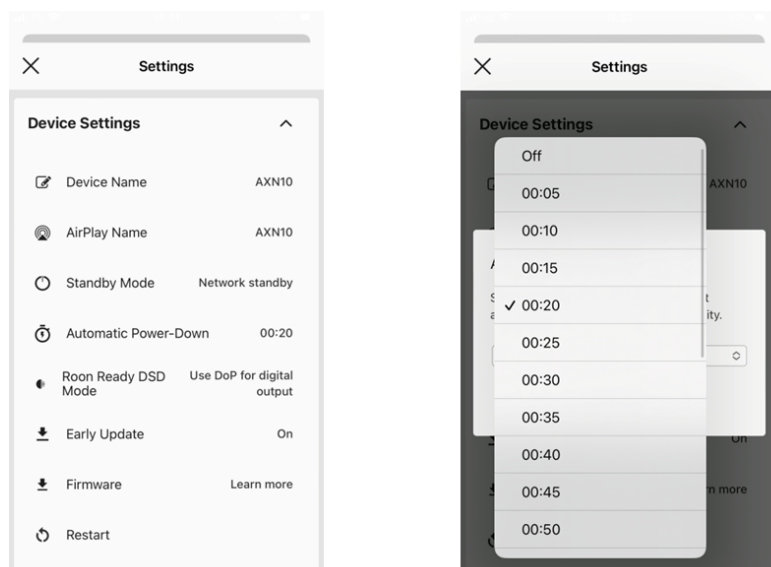 Settings
Device Settings
Device Name AXN10
AirPlay Name AXN10
Standby Mode Network standby
Automatic Power-Down 00:20
Roon Ready DSD Mode Use DoP for digital output
Early Update On
Firmware Learn more
Restart
Settings
Device Settings
AXN10
Off
00:05
00:10
00:15
00:20
00:25
00:30
00:35
00:40
00:45
00:50
ity.
On
more